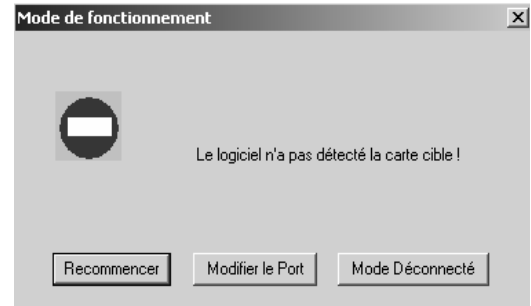 Mode de fonctionnement
Le logiciel n'a pas détecté la carte cible !
Recommencer Modifier le Port Mode Déconnecté